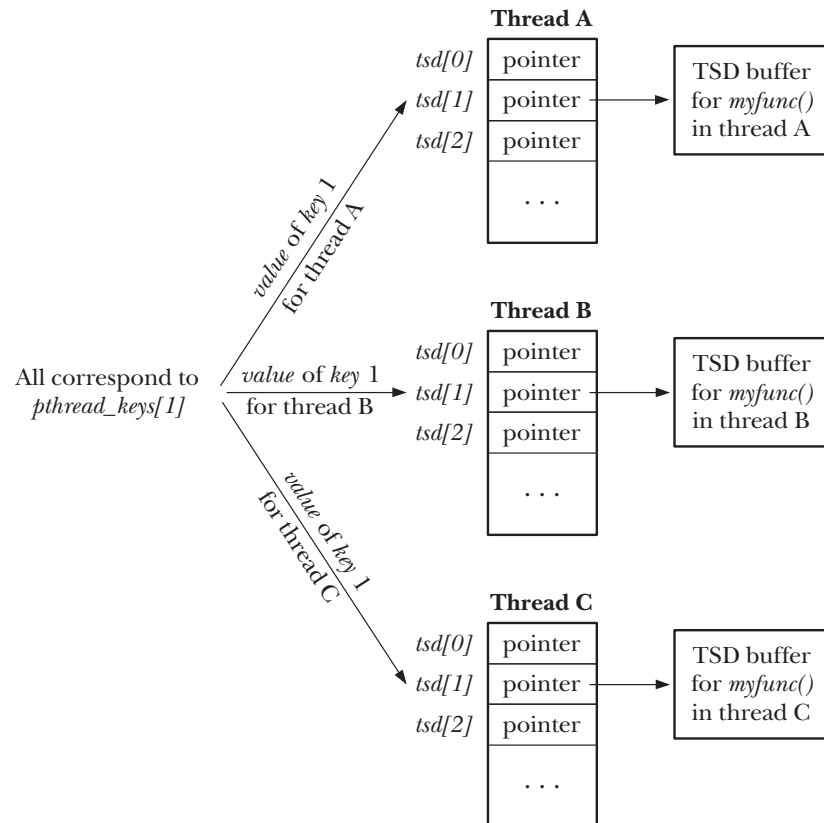 Thread A
tsd[0]
pointer
tsd[1]
pointer
tsd[2]
pointer
. . .
TSD buffer
for myfunc()
in thread A
value of key 1
for thread A
Thread B
tsd[0]
pointer
tsd[1]
pointer
tsd[2]
pointer
. . .
TSD buffer
for myfunc()
in thread B
All correspond to
pthread_keys[1]
value of key 1
for thread B
value of key 1
for thread C
Thread C
tsd[0]
pointer
tsd[1]
pointer
tsd[2]
pointer
. . .
TSD buffer
for myfunc()
in thread C